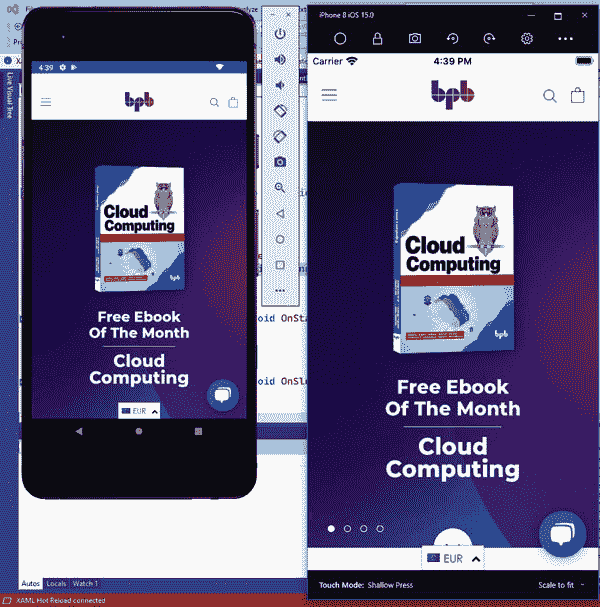 Live Visual Tree
4:39
bpb
Cloud
Computing
bpb
Free Ebook
Of The Month
Cloud
Computing
EUR
oid OnSta
oid OnSle
Autos Locals Watch 1
XAML Hot Reload connected
iPhone 8 iOS 15.0
Carrier 4:39 PM
bpb
Cloud
Computing
bpb
Free Ebook
Of The Month
Cloud
Computing
EUR
Touch Mode: Shallow Press Scale to fit